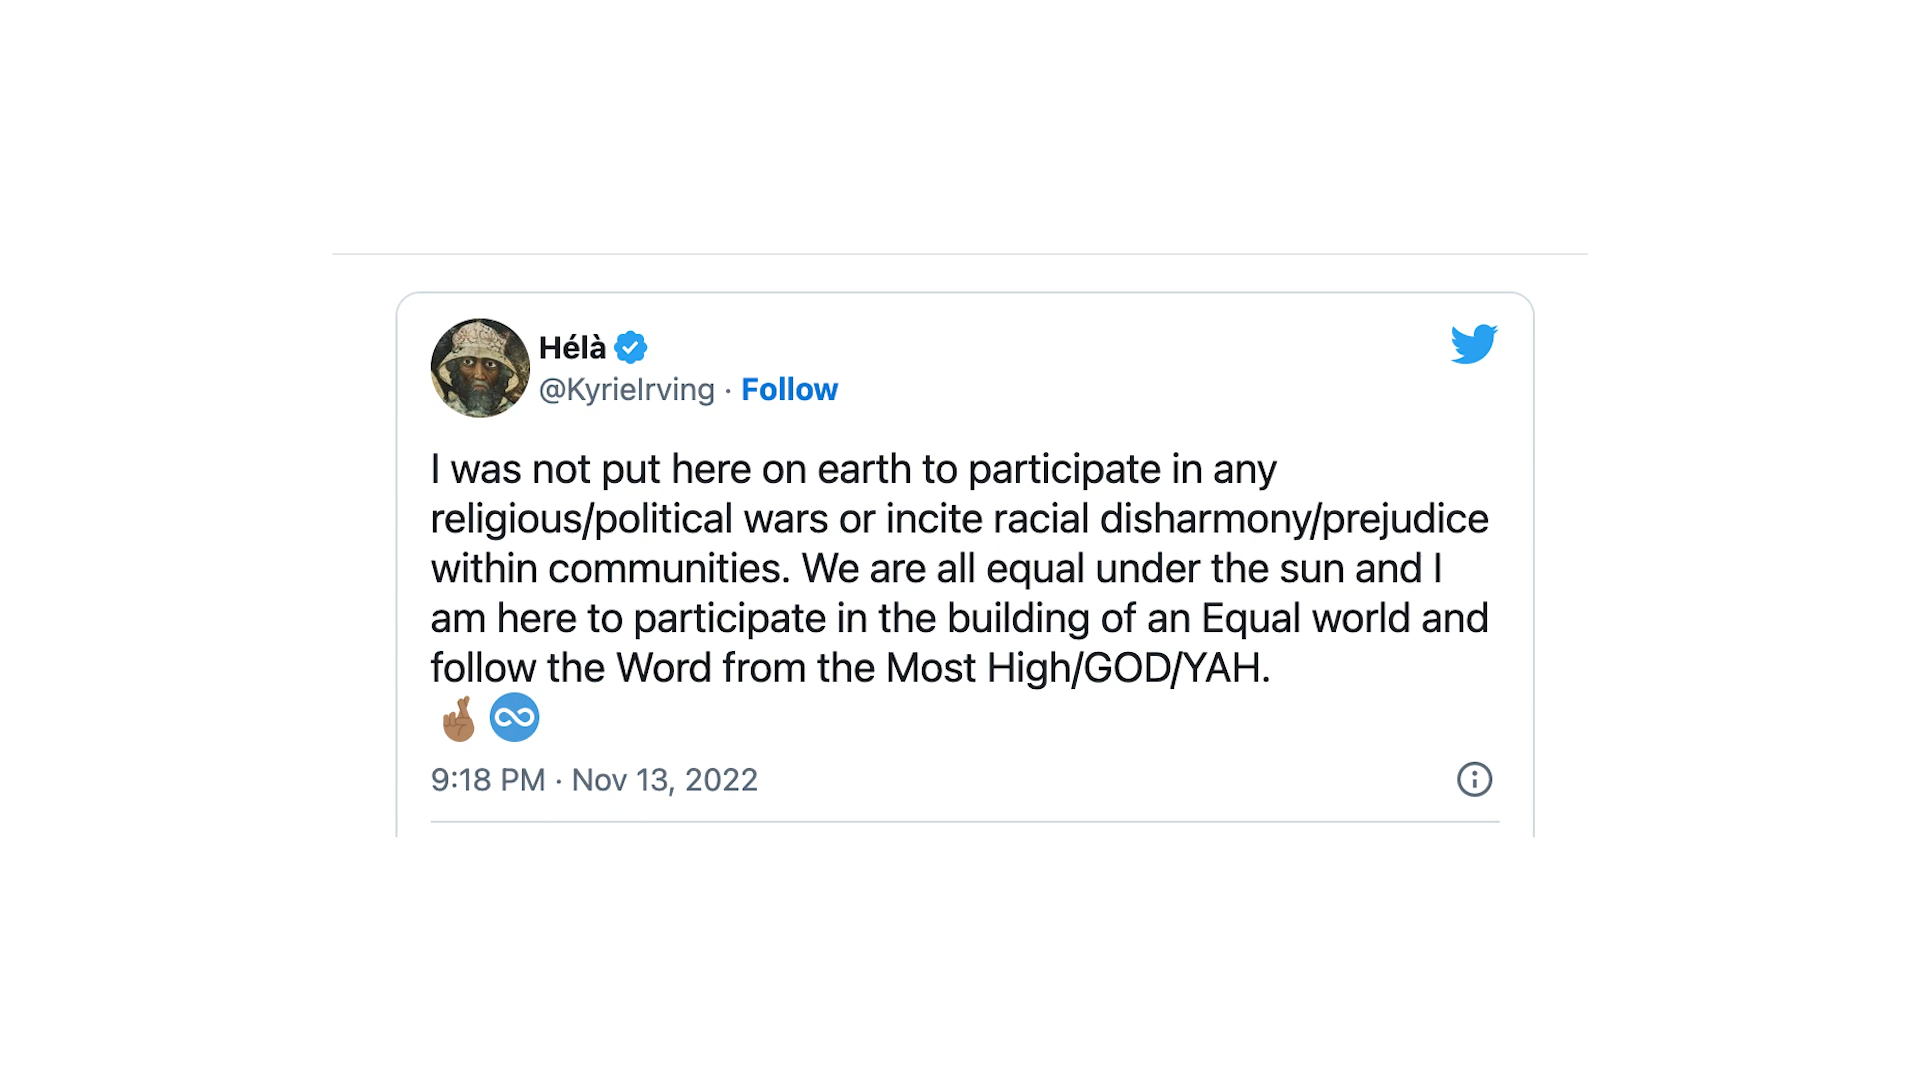 Hélà
@KyrieIrving · Follow
I was not put here on earth to participate in any
religious/political wars or incite racial disharmony/prejudice
within communities. We are all equal under the sun and I
am here to participate in the building of an Equal world and
follow the Word from the Most High/GOD/YAH.
🤞🏾♾
9:18 PM · Nov 13, 2022